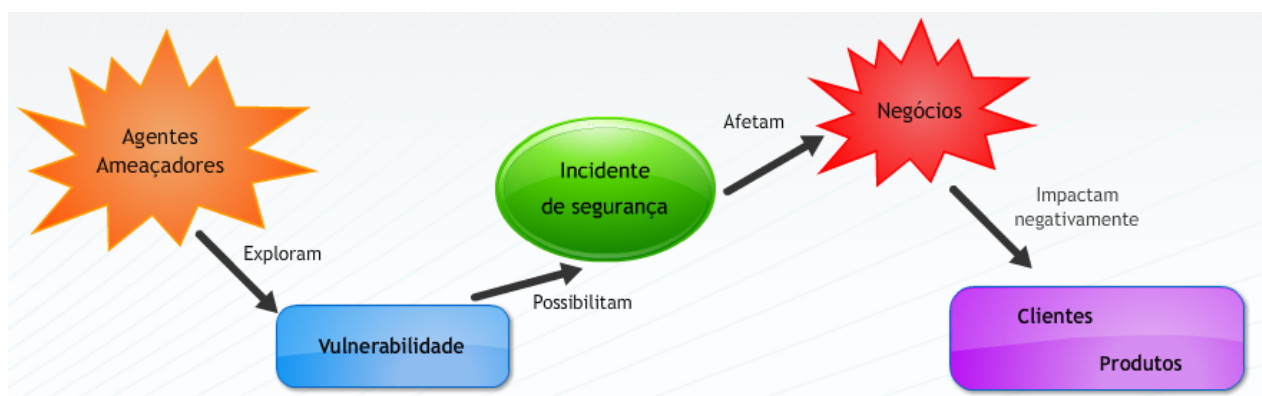 Agentes
Ameaçadores
Exploram
Vulnerabilidade
Possibilitam
Incidente
de segurança
Afetam
Negócios
Impactam
negativamente
Clientes
Produtos